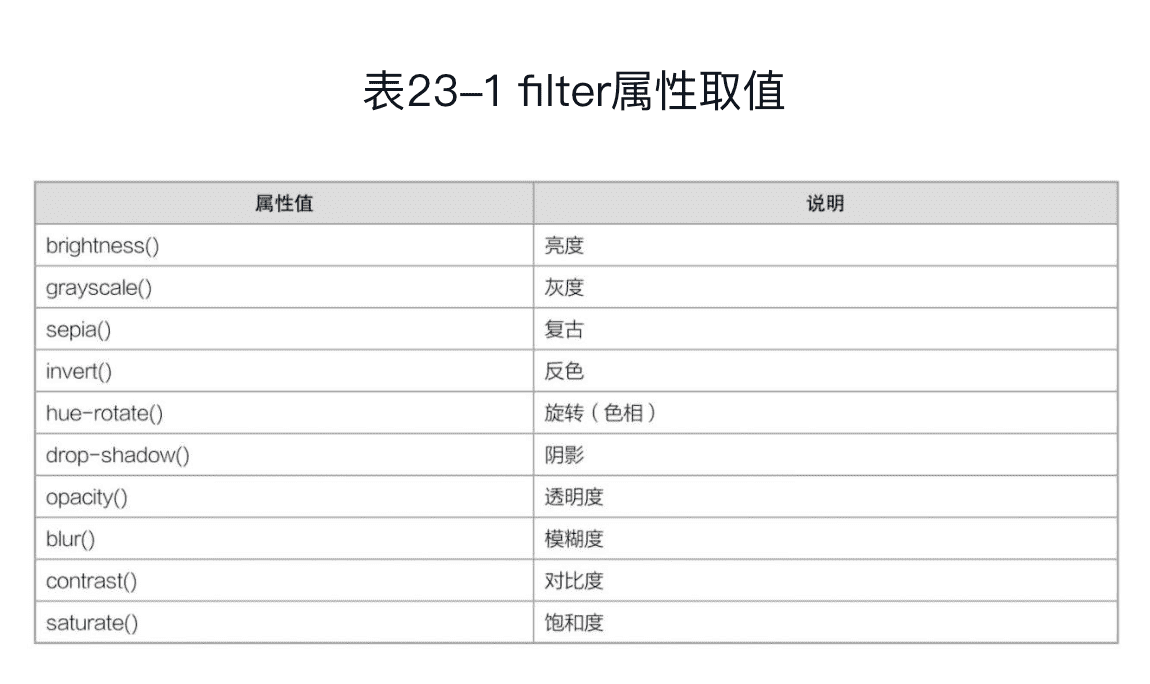 表23-1 filter属性取值
属性值 说明
brightness() 亮度
grayscale() 灰度
sepia() 复古
invert() 反色
hue-rotate() 旋转（色相）
drop-shadow() 阴影
opacity() 透明度
blur() 模糊度
contrast() 对比度
saturate() 饱和度